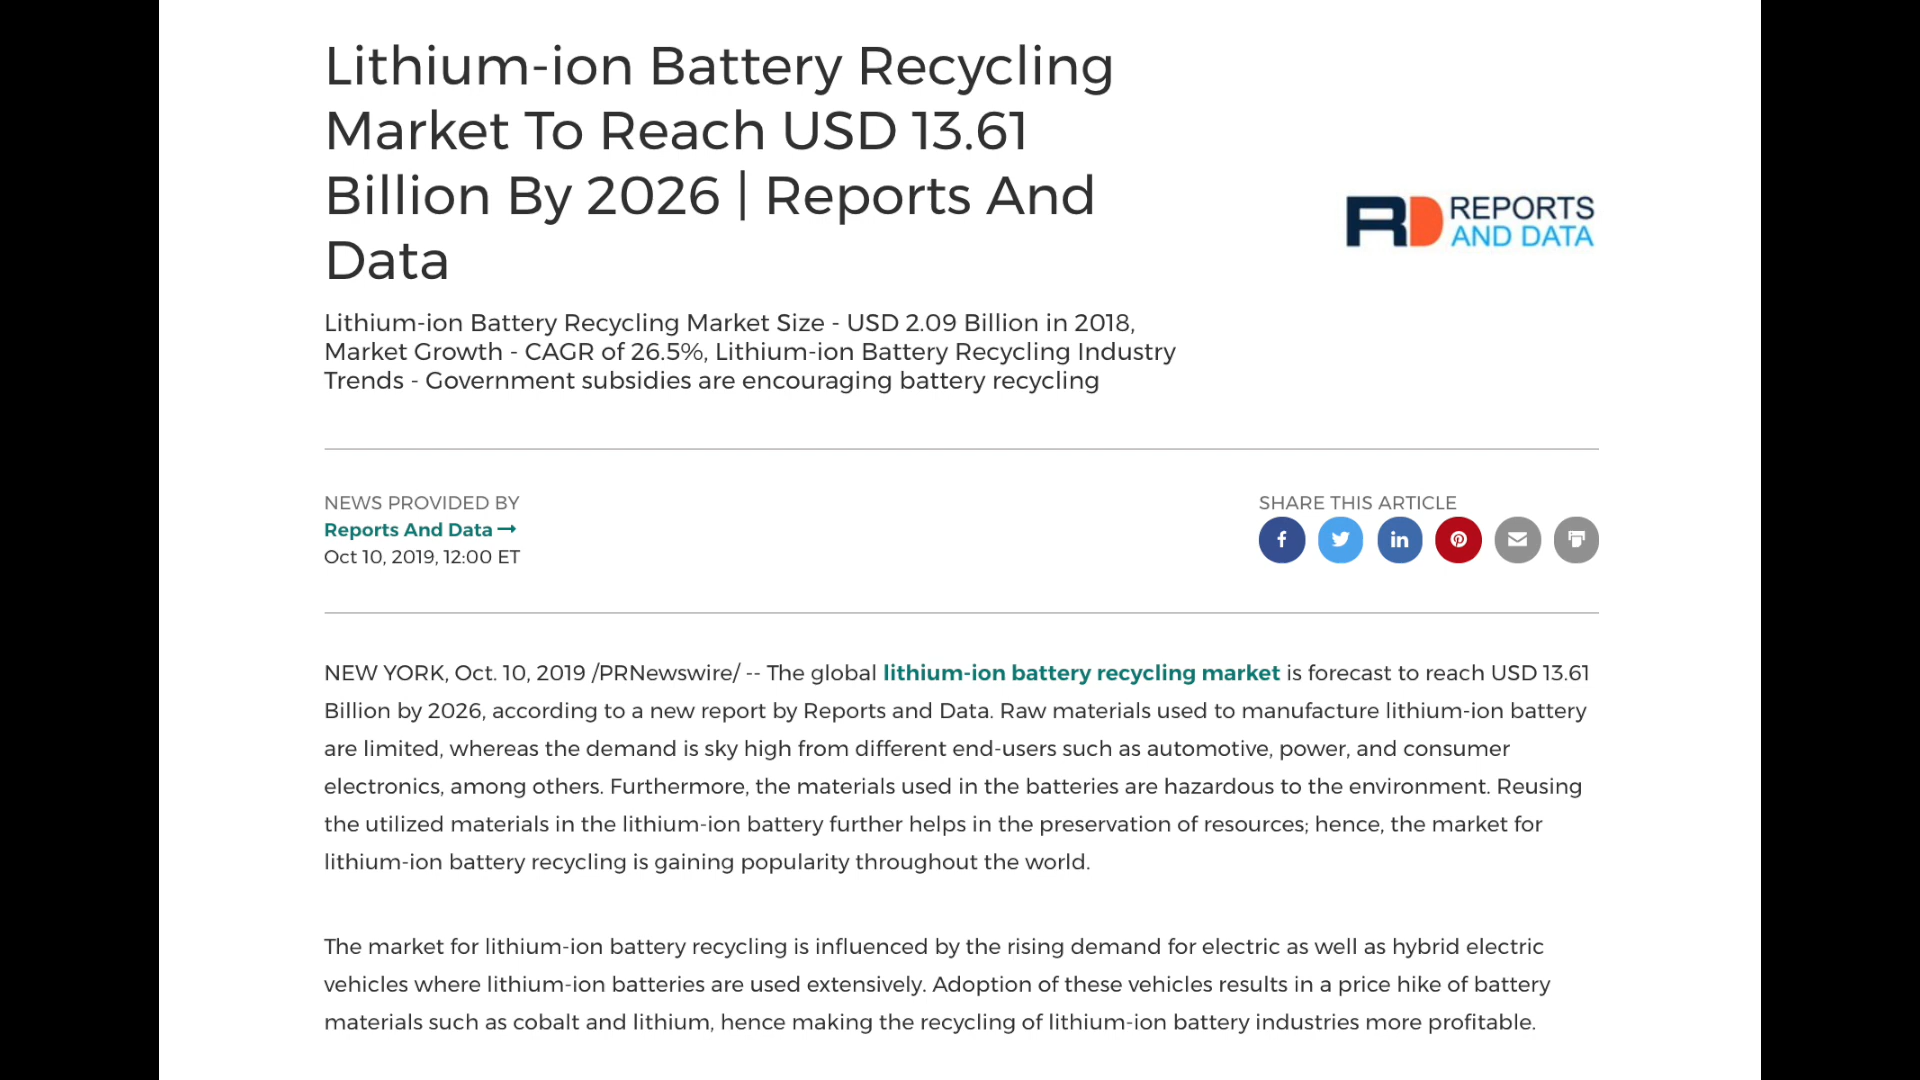 Lithium-ion Battery Recycling
Market To Reach USD 13.61
Billion By 2026 | Reports And
Data
REPORTS
AND DATA
Lithium-ion Battery Recycling Market Size - USD 2.09 Billion in 2018,
Market Growth - CAGR of 26.5%, Lithium-ion Battery Recycling Industry
Trends - Government subsidies are encouraging battery recycling
NEWS PROVIDED BY
Reports And Data
Oct 10, 2019, 12:00 ET
SHARE THIS ARTICLE
NEW YORK, Oct. 10, 2019 /PRNewswire/ -- The global lithium-ion battery recycling market is forecast to reach USD 13.61
Billion by 2026, according to a new report by Reports and Data. Raw materials used to manufacture lithium-ion battery
are limited, whereas the demand is sky high from different end-users such as automotive, power, and consumer
electronics, among others. Furthermore, the materials used in the batteries are hazardous to the environment. Reusing
the utilized materials in the lithium-ion battery further helps in the preservation of resources; hence, the market for
lithium-ion battery recycling is gaining popularity throughout the world.
The market for lithium-ion battery recycling is influenced by the rising demand for electric as well as hybrid electric
vehicles where lithium-ion batteries are used extensively. Adoption of these vehicles results in a price hike of battery
materials such as cobalt and lithium, hence making the recycling of lithium-ion battery industries more profitable.